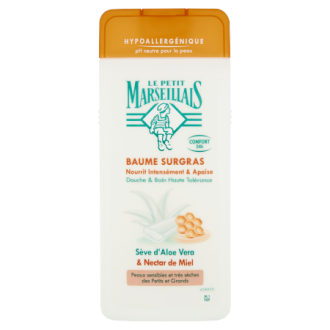 HYPOALLERGÉNIQUE
pH neutre pour la peau
LE PETIT
MARSEILLAIS
CONFORT
24H
BAUME SURGRAS
Nourrit Intensément & Apaise
Douche & Bain Haute Tolérance
Sève d'Aloe Vera
& Nectar de Miel
Peaux sensibles et très sèches
des Petits et Grands